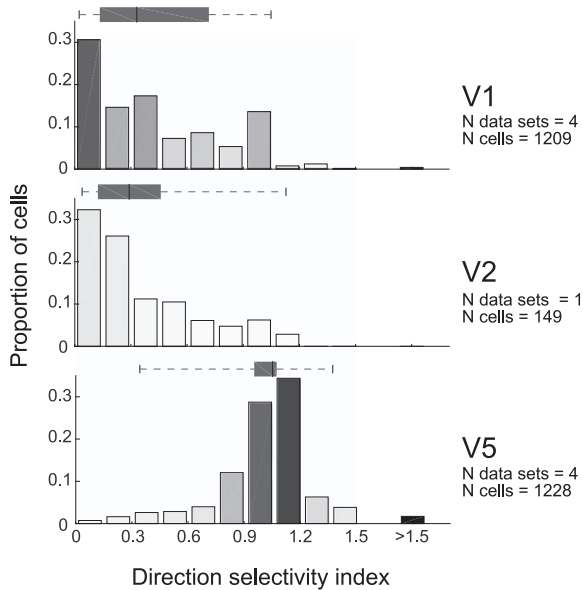 0.3
0.2
0.1
0
V1
N data sets = 4
N cells = 1209
Proportion of cells
0.3
0.2
0.1
0
V2
N data sets = 1
N cells = 149
0.3
0.2
0.1
0
V5
N data sets = 4
N cells = 1228
0 0.3 0.6 0.9 1.2 1.5 >1.5
Direction selectivity index